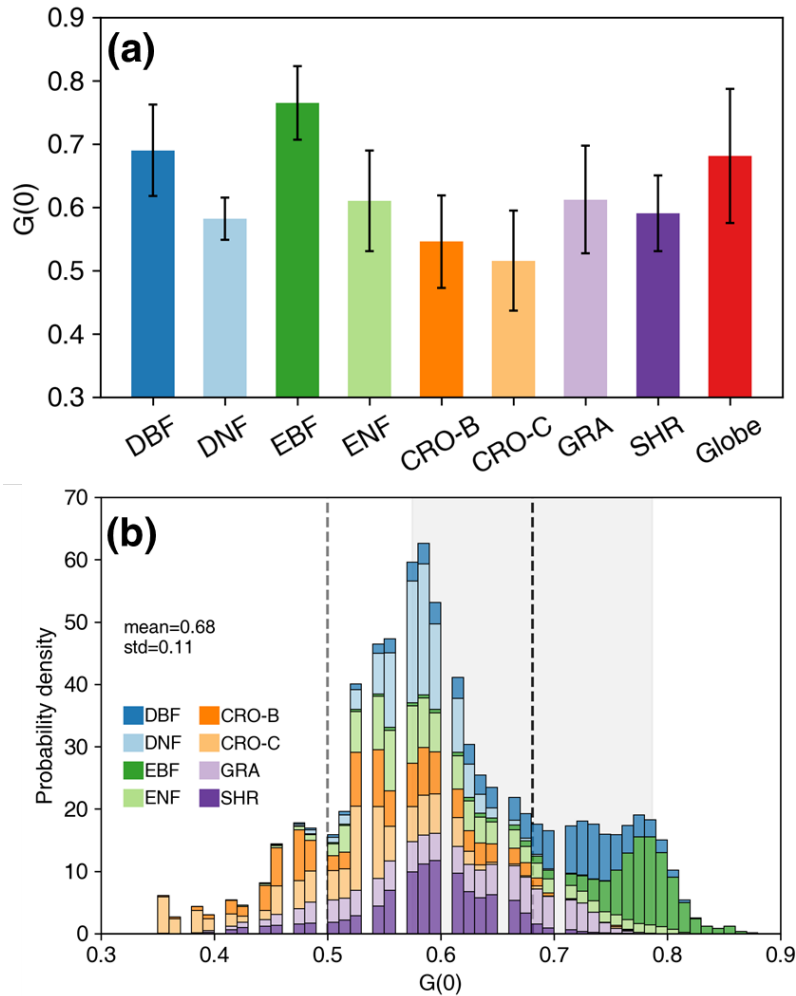 (a)
G(0)
0.9
0.8
0.7
0.6
0.5
0.4
0.3
DBF DNF EBF ENF CRO-B CRO-C GRA SHR Globe
(b)
Probability density
70
60
50
40
30
20
10
0
mean=0.68
std=0.11
DBF CRO-B
DNF CRO-C
EBF GRA
ENF SHR
0.3 0.4 0.5 0.6 0.7 0.8 0.9
G(0)